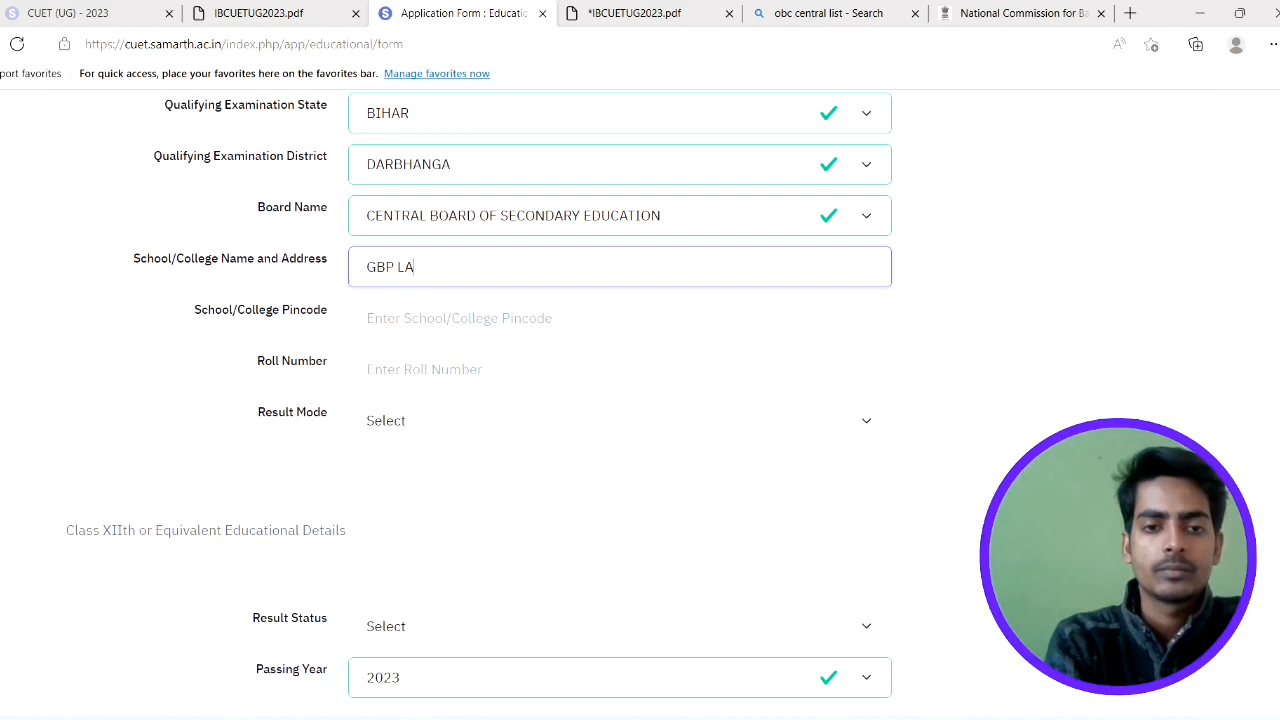 CUET (UG) - 2023
IBCUETUG2023.pdf
Application Form : Educatic
*IBCUETUG2023.pdf
obc central list - Search
National Commission for Ba
https://cuet.samarth.ac.in/index.php/app/educational/form
port favorites
For quick access, place your favorites here on the favorites bar. Manage favorites now
Qualifying Examination State
BIHAR
Qualifying Examination District
DARBHANGA
Board Name
CENTRAL BOARD OF SECONDARY EDUCATION
School/College Name and Address
GBP LA
School/College Pincode
Enter School/College Pincode
Roll Number
Enter Roll Number
Result Mode
Select
Class XIIth or Equivalent Educational Details
Result Status
Select
Passing Year
2023